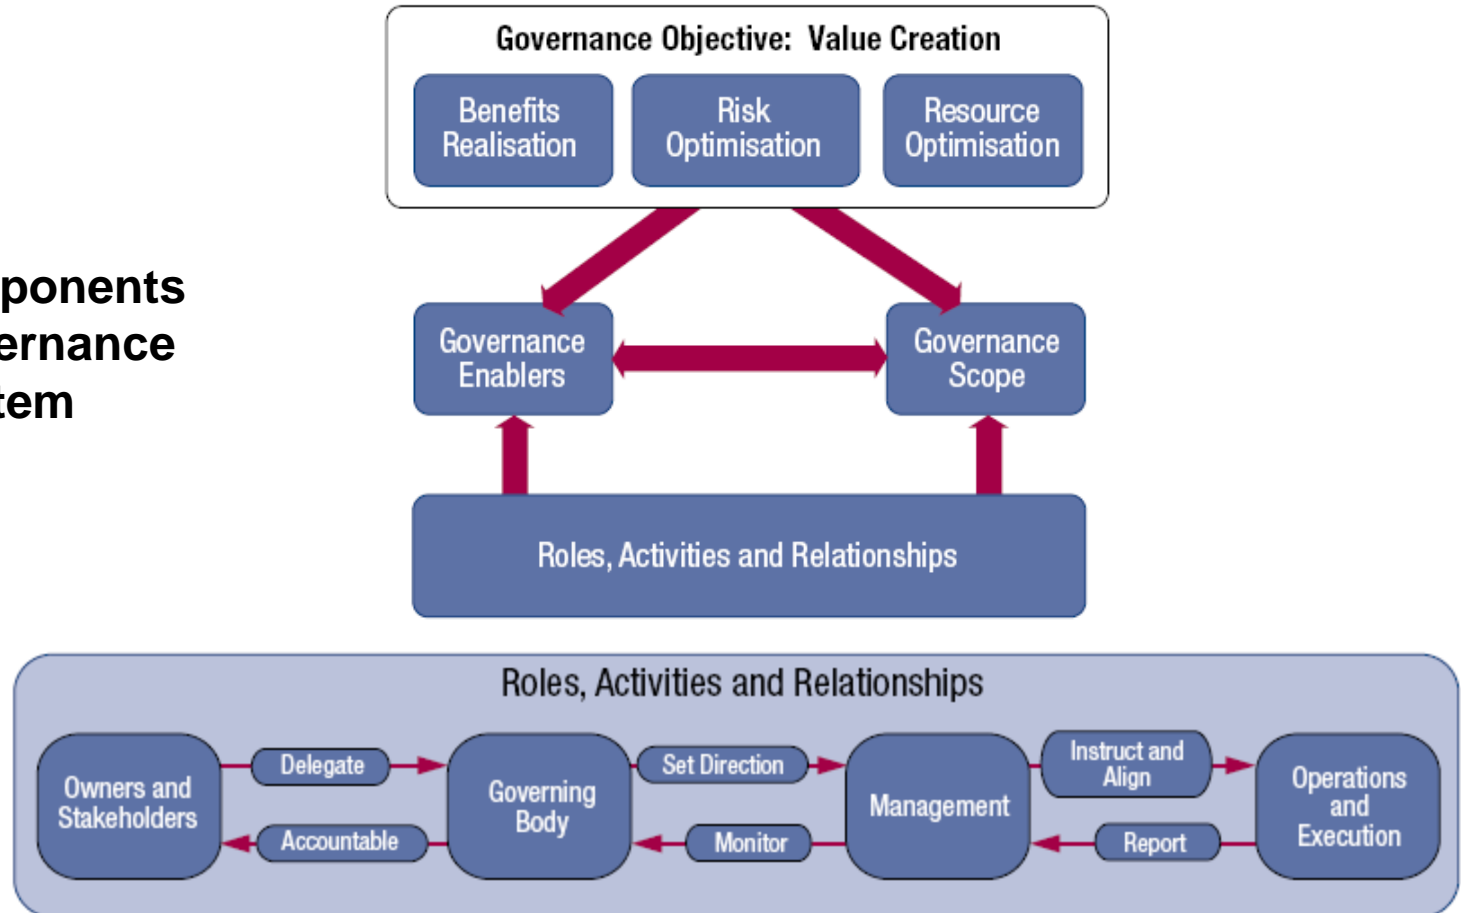 Governance Objective: Value Creation
Benefits
Realisation
Risk
Optimisation
Resource
Optimisation
ponents
ernance
tem
Governance
Enablers
Governance
Scope
Roles, Activities and Relationships
Roles, Activities and Relationships
Owners and
Stakeholders
Delegate
Accountable
Governing
Body
Set Direction
Monitor
Management
Instruct and
Align
Report
Operations
and
Execution